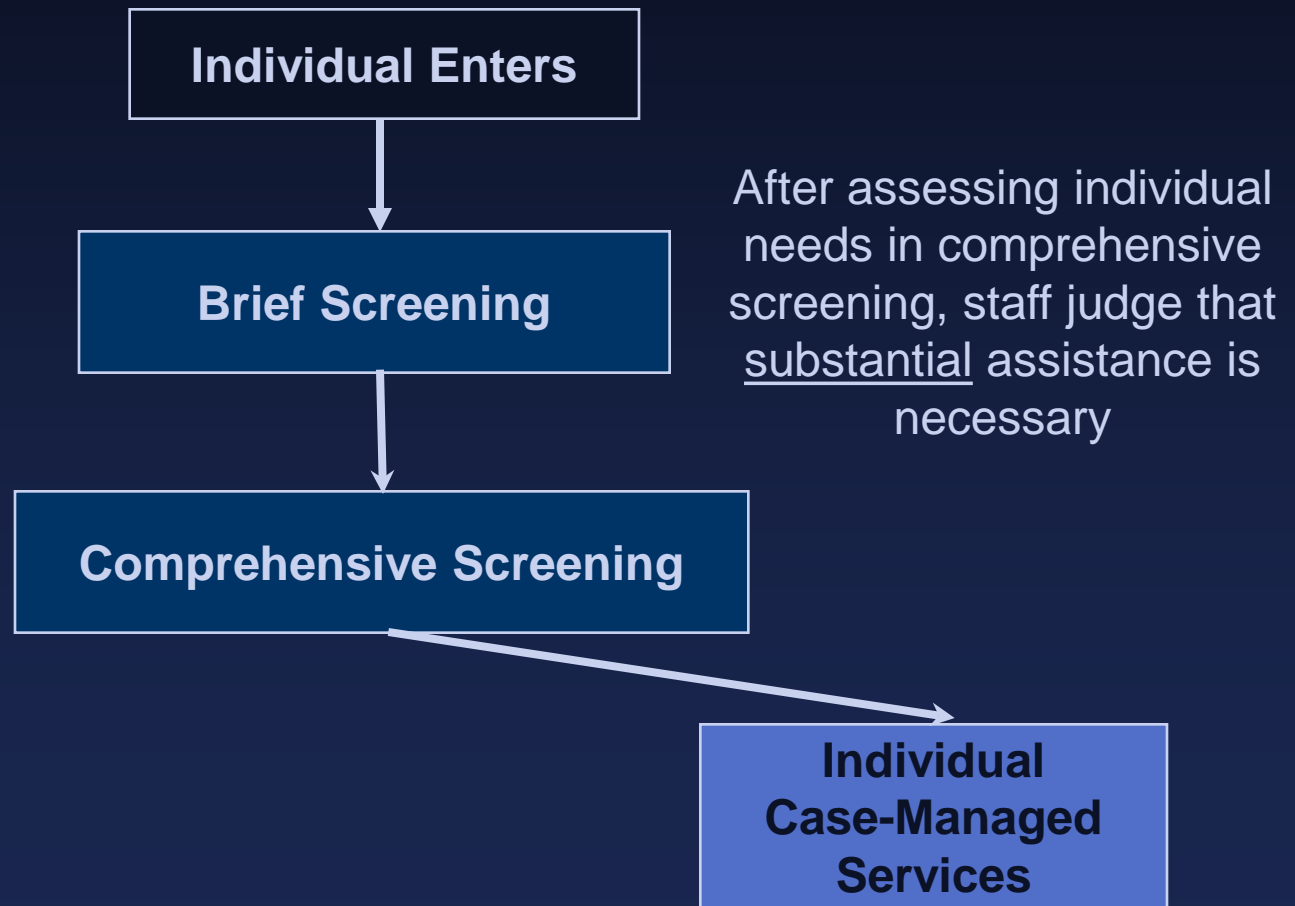 Individual Enters
After assessing individual
needs in comprehensive
screening, staff judge that
substantial assistance is
necessary
Brief Screening
Comprehensive Screening
Individual
Case-Managed
Services